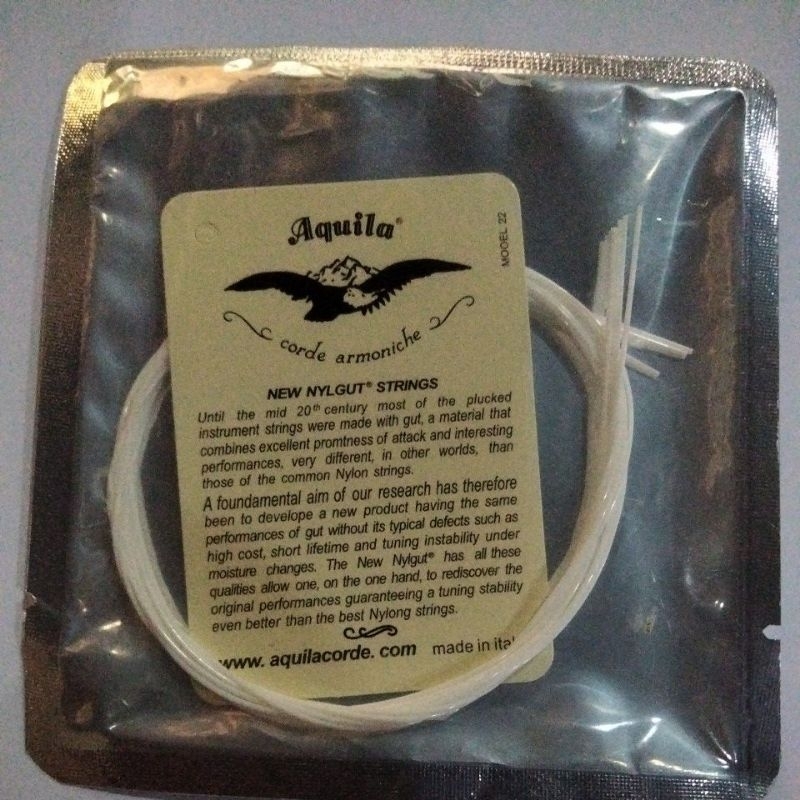 Aquila®
MODEL 22
corde armoniche
NEW NYLGUT® STRINGS
Until the mid 20th century most of the plucked
instrument strings were made with gut, a material that
combines excellent promtness of attack and interesting
performances, very different, in other worlds, than
those of the common Nylon strings.
A foundamental aim of our research has therefore
been to develope a new product having the same
performances of gut without its typical defects such as
high cost, short lifetime and tuning instability under
moisture changes. The New Nylgut® has all these
qualities allow one, on the one hand, to rediscover the
original performances guaranteeing a tuning stability
even better than the best Nylong strings.
www. aquilacorde. com made in ital